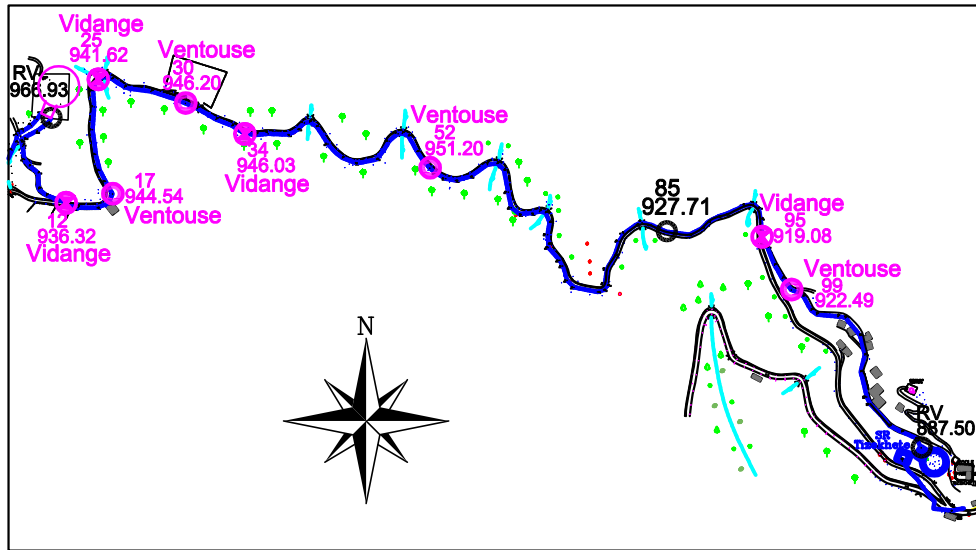 Vidange
25
941.62
Ventouse
30
946.20
RV
966.93
34
946.03
Vidange
Ventouse
52
951.20
17
944.54
Ventouse
12
936.32
Vidange
85
927.71
Vidange
95
919.08
Ventouse
99
922.49
N
RV
887.50
SR